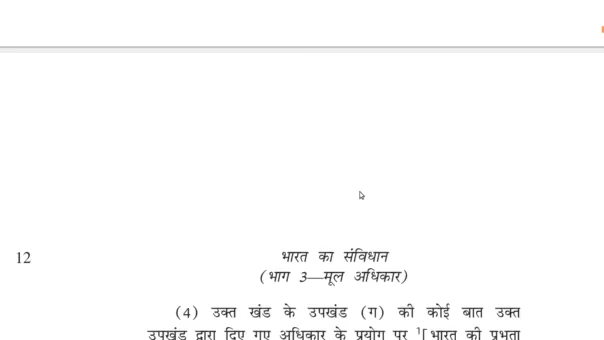 12
भारत का संविधान
(भाग 3—मूल अधिकार)
(4) उक्त खंड के उपखंड (ग) की कोई बात उक्त
उपखंड द्वारा दिए गए अधिकार के प्रयोग पर ¹[भारत की प्रभुता